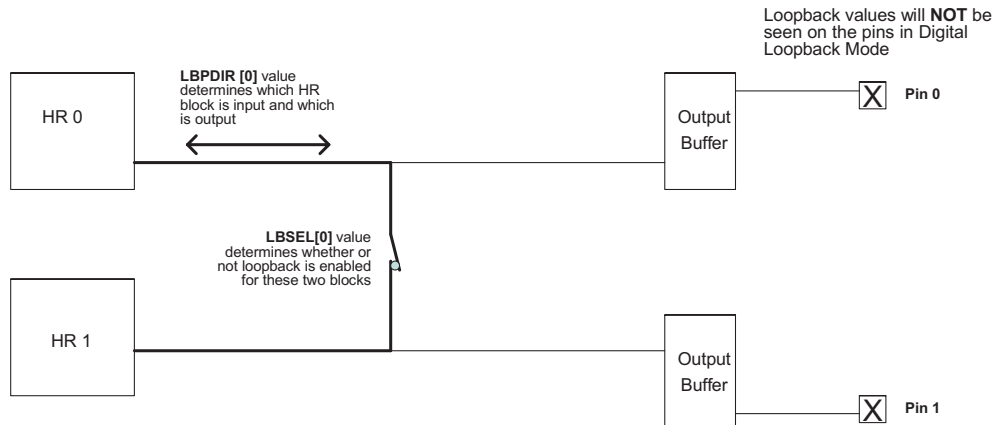 Loopback values will NOT be
seen on the pins in Digital
Loopback Mode
LBPDIR [0] value
determines which HR
block is input and which
is output
HR 0
Output
Buffer
X
Pin 0
LBSEL[0] value
determines whether or
not loopback is enabled
for these two blocks
HR 1
Output
Buffer
X
Pin 1